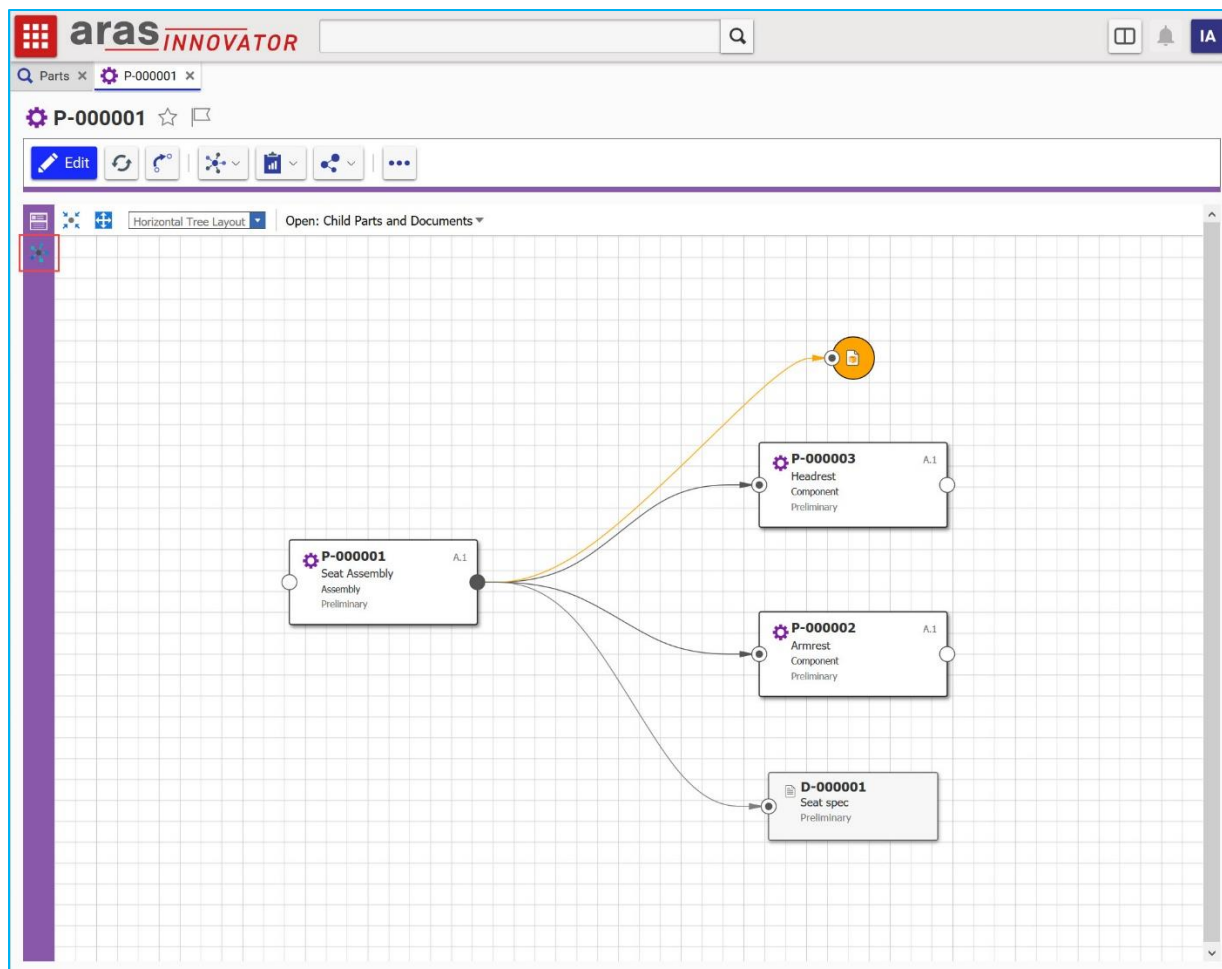 aras INNOVATOR
IA
Parts
P-000001
P-000001
Edit
Horizontal Tree Layout
Open: Child Parts and Documents
P-000003 A.1
Headrest
Component
Preliminary
P-000001 A.1
Seat Assembly
Assembly
Preliminary
P-000002 A.1
Armrest
Component
Preliminary
D-000001
Seat spec
Preliminary